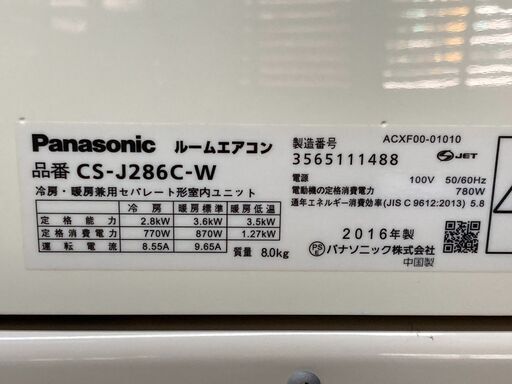 Panasonic ルームエアコン
品番 CS-J286C-W
冷房・暖房兼用セパレート形室内ユニット
冷房 暖房標準 暖房低温
定格能力 2.8kW 3.6kW 3.5kW
定格消費電力 770W 870W 1.27kW
運転電流 8.55A 9.65A
質量 8.0kg
ACXF00-01010
製造番号
3565111488
S JET
電源 100V 50/60Hz
電動機の定格消費電力 780W
通年エネルギー消費効率(JIS C 9612:2013) 5.8
2016年製
PSE パナソニック株式会社
中国製